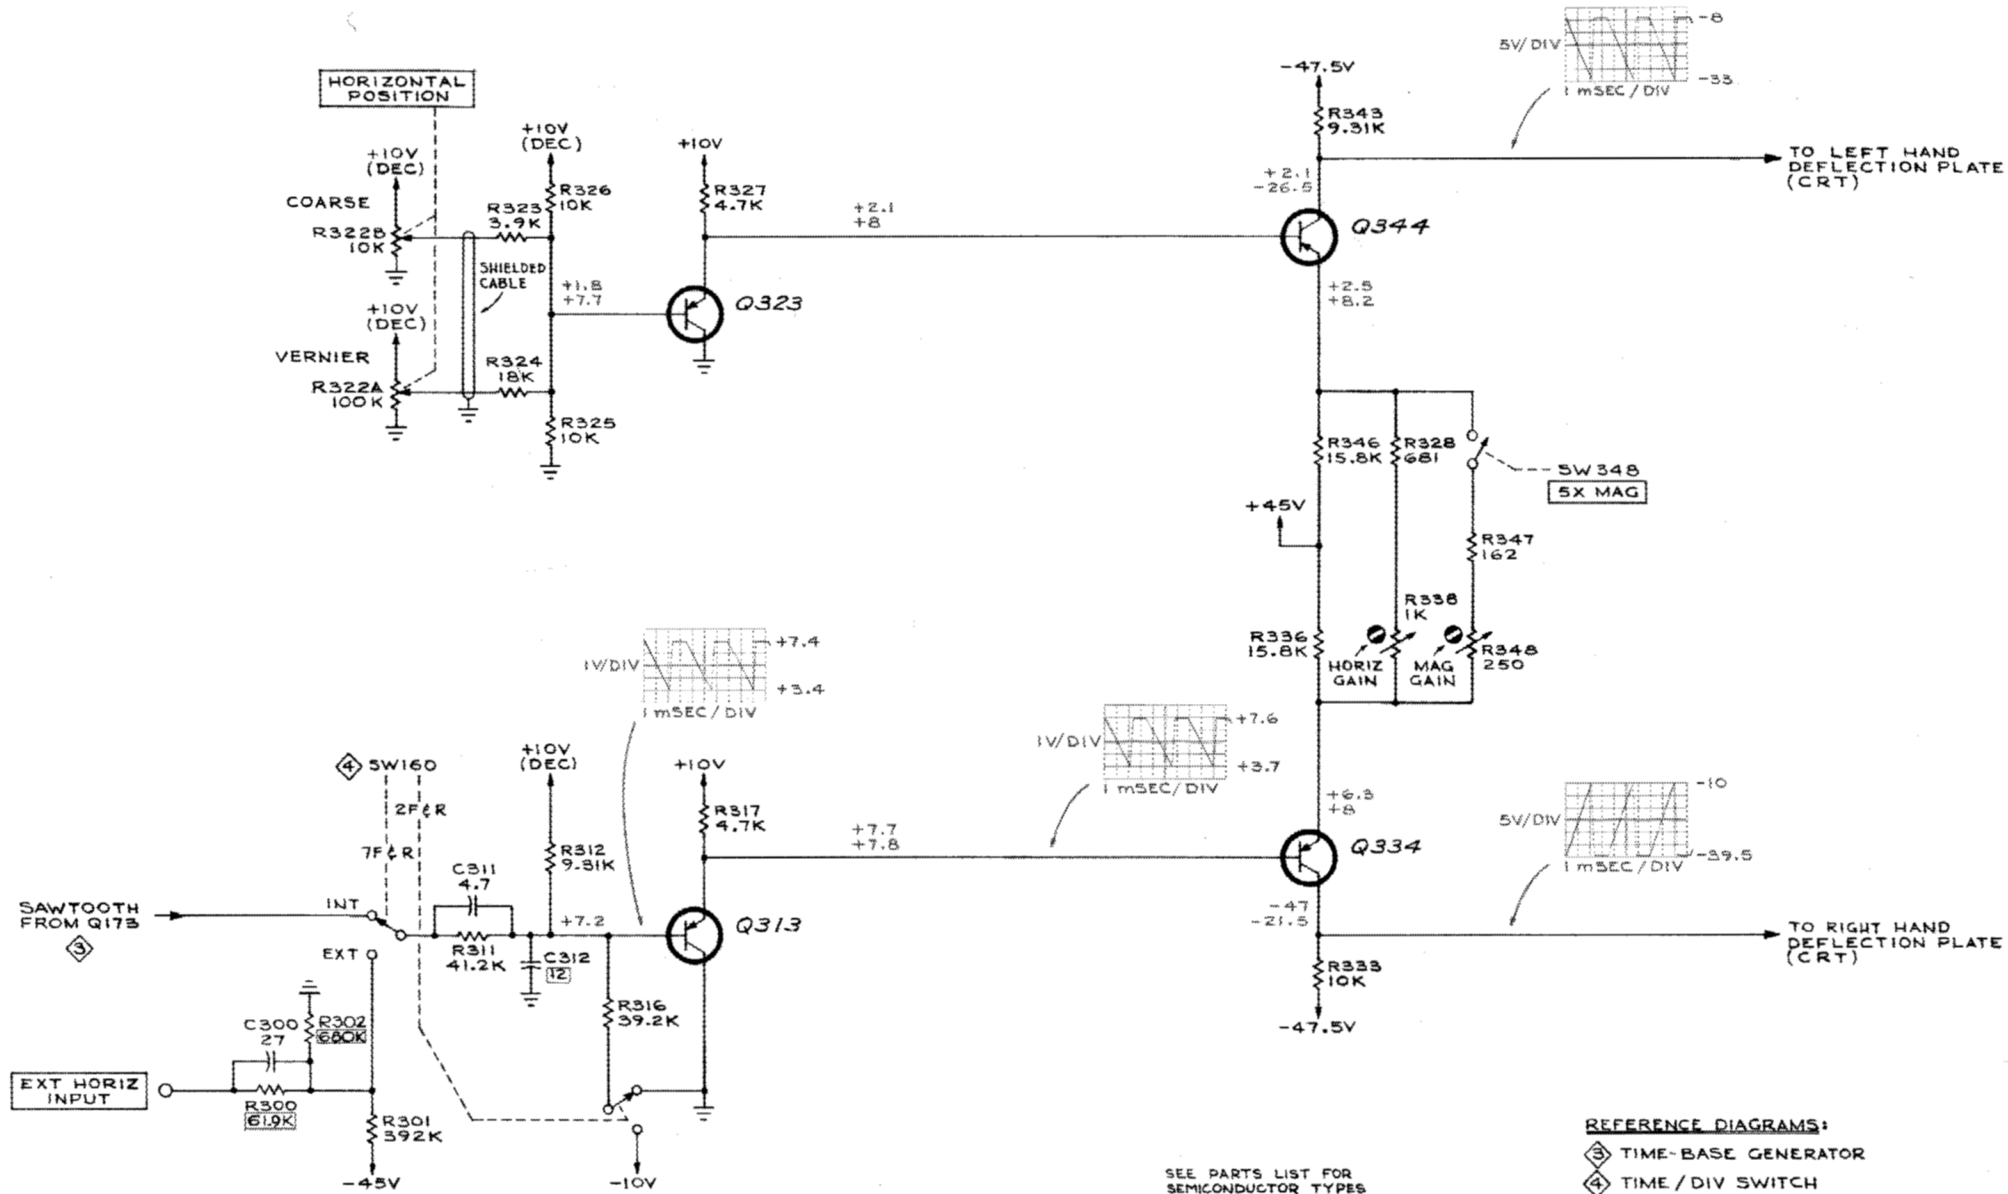 HORIZONTAL
POSITION
+10V
(DEC)
COARSE
R322B
10K
+10V
(DEC)
VERNIER
R322A
100K
R323
3.9K
SHIELDED
CABLE
R324
18K
+10V
(DEC)
R326
10K
+1.8
+7.7
R325
10K
+10V
R327
4.7K
Q323
+2.1
+8
-47.5V
R343
9.31K
+2.1
-26.5
Q344
+2.5
+8.2
5V/DIV
-8
-33
1 mSEC/DIV
TO LEFT HAND
DEFLECTION PLATE
(CRT)
R346
15.8K
R328
681
SW348
5X MAG
+45V
R347
162
R338
1K
R336
15.8K
HORIZ
GAIN
MAG
GAIN
R348
250
1V/DIV
+7.4
+3.4
1 mSEC/DIV
1V/DIV
+7.6
+3.7
1 mSEC/DIV
4 SW160
2F&R
7F&R
+10V
(DEC)
R312
C311
4.7
INT
SAWTOOTH
FROM Q173
3
EXT
R311
41.2K
+7.2
C312
12
+10V
R317
4.7K
Q313
+7.7
+7.8
+6.3
+8
Q334
-47
-21.5
5V/DIV
-10
-39.5
1 mSEC/DIV
TO RIGHT HAND
DEFLECTION PLATE
(CRT)
R333
10K
-47.5V
R316
39.2K
C300
27
R302
680K
EXT HORIZ
INPUT
R300
61.9K
R301
392K
-45V
-10V
SEE PARTS LIST FOR
SEMICONDUCTOR TYPES
REFERENCE DIAGRAMS:
3 TIME-BASE GENERATOR
4 TIME/DIV SWITCH